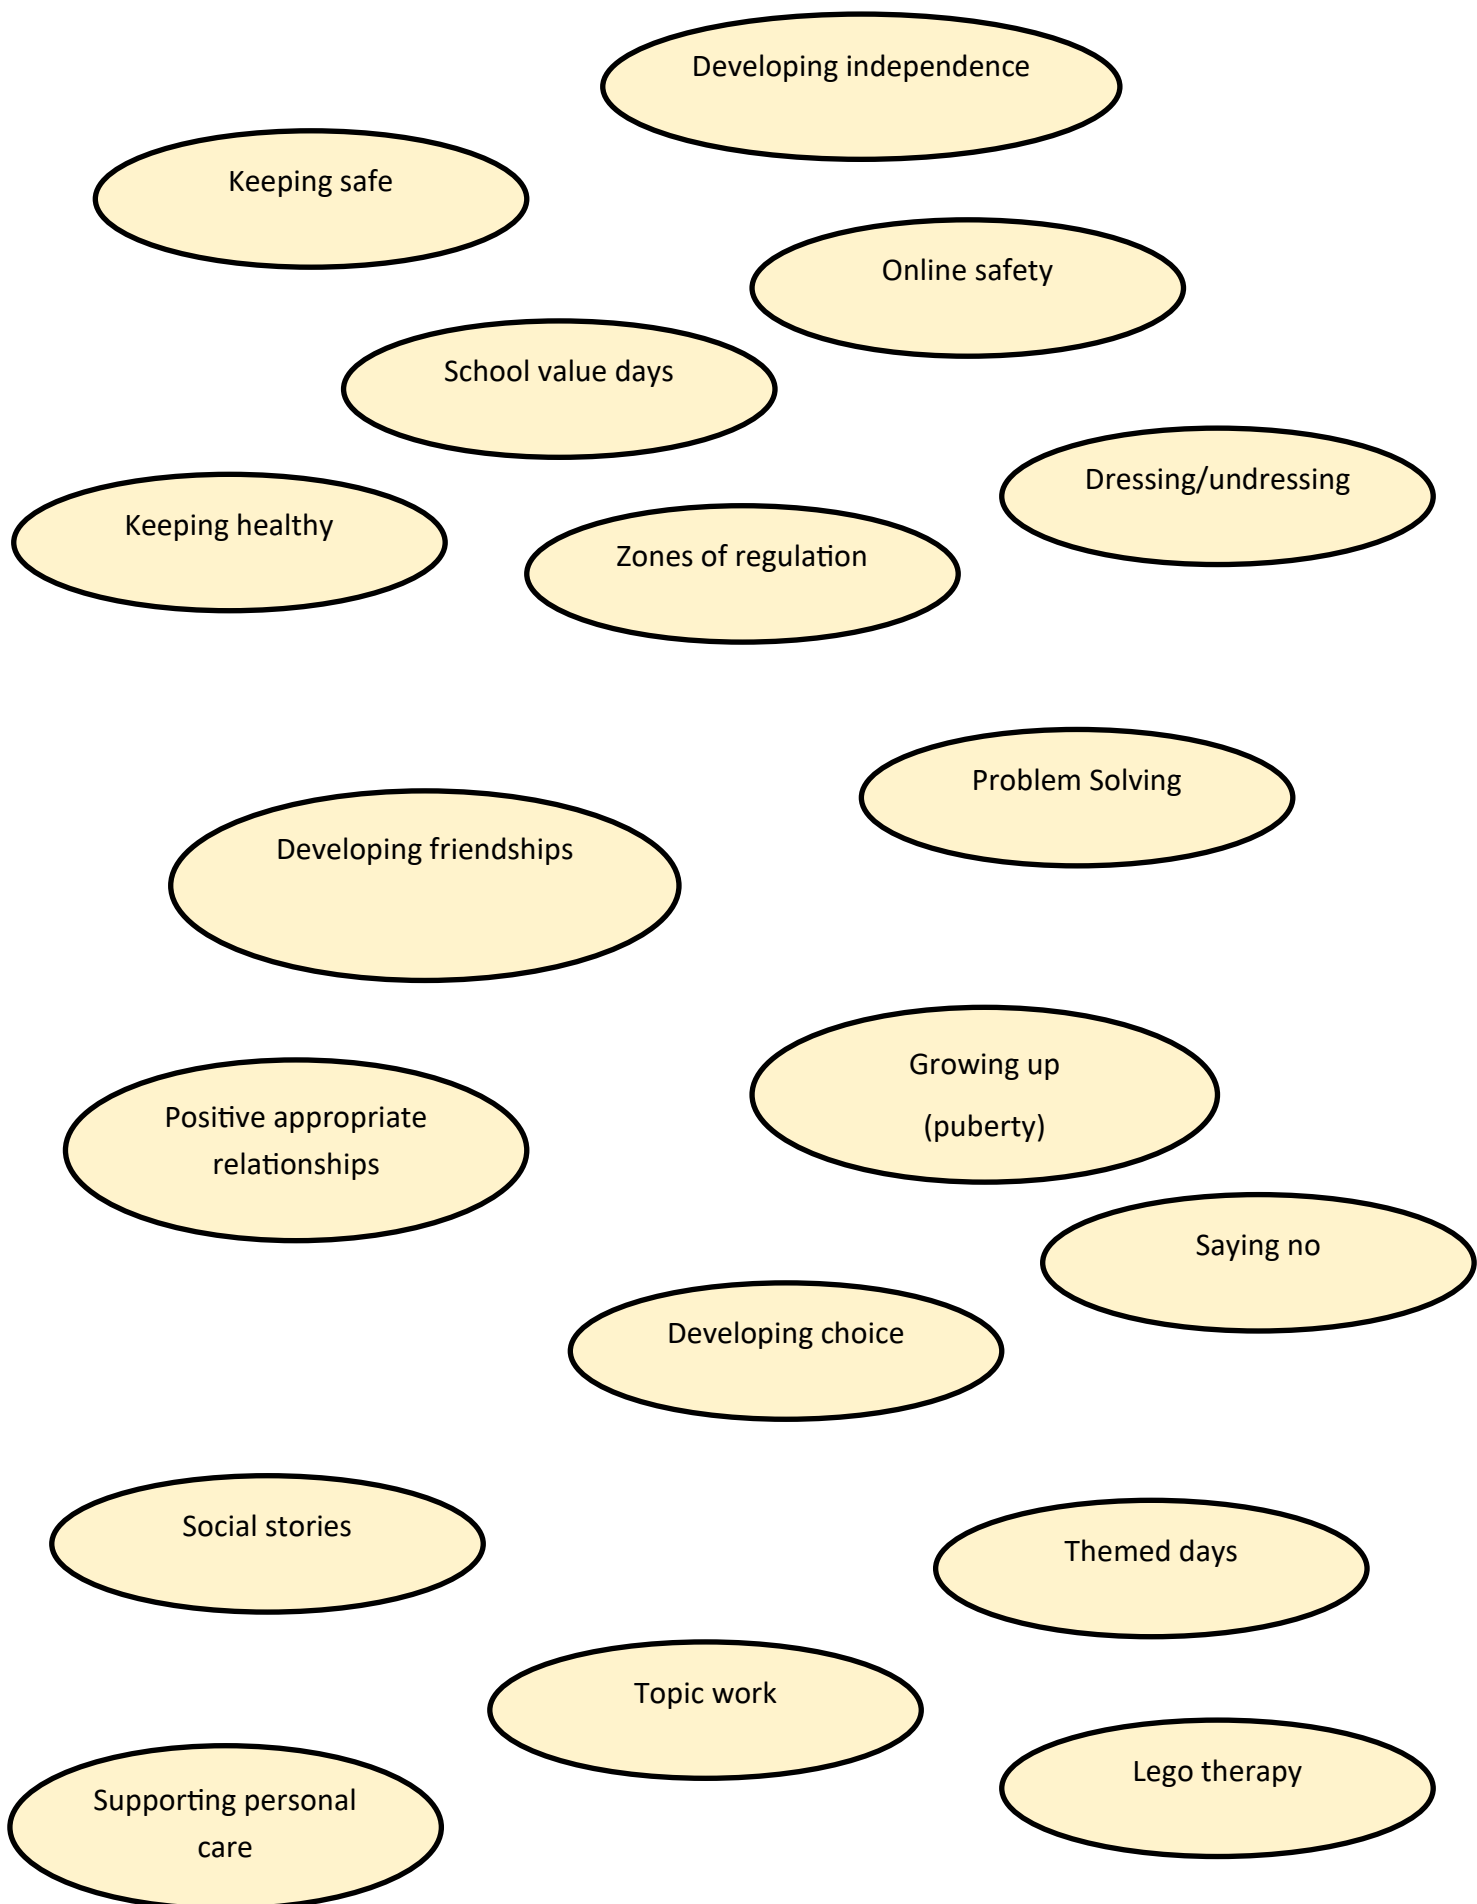 Developing independence
Keeping safe
Online safety
School value days
Dressing/undressing
Keeping healthy
Zones of regulation
Problem Solving
Developing friendships
Growing up
(puberty)
Positive appropriate
relationships
Saying no
Developing choice
Social stories
Themed days
Topic work
Lego therapy
Supporting personal
care